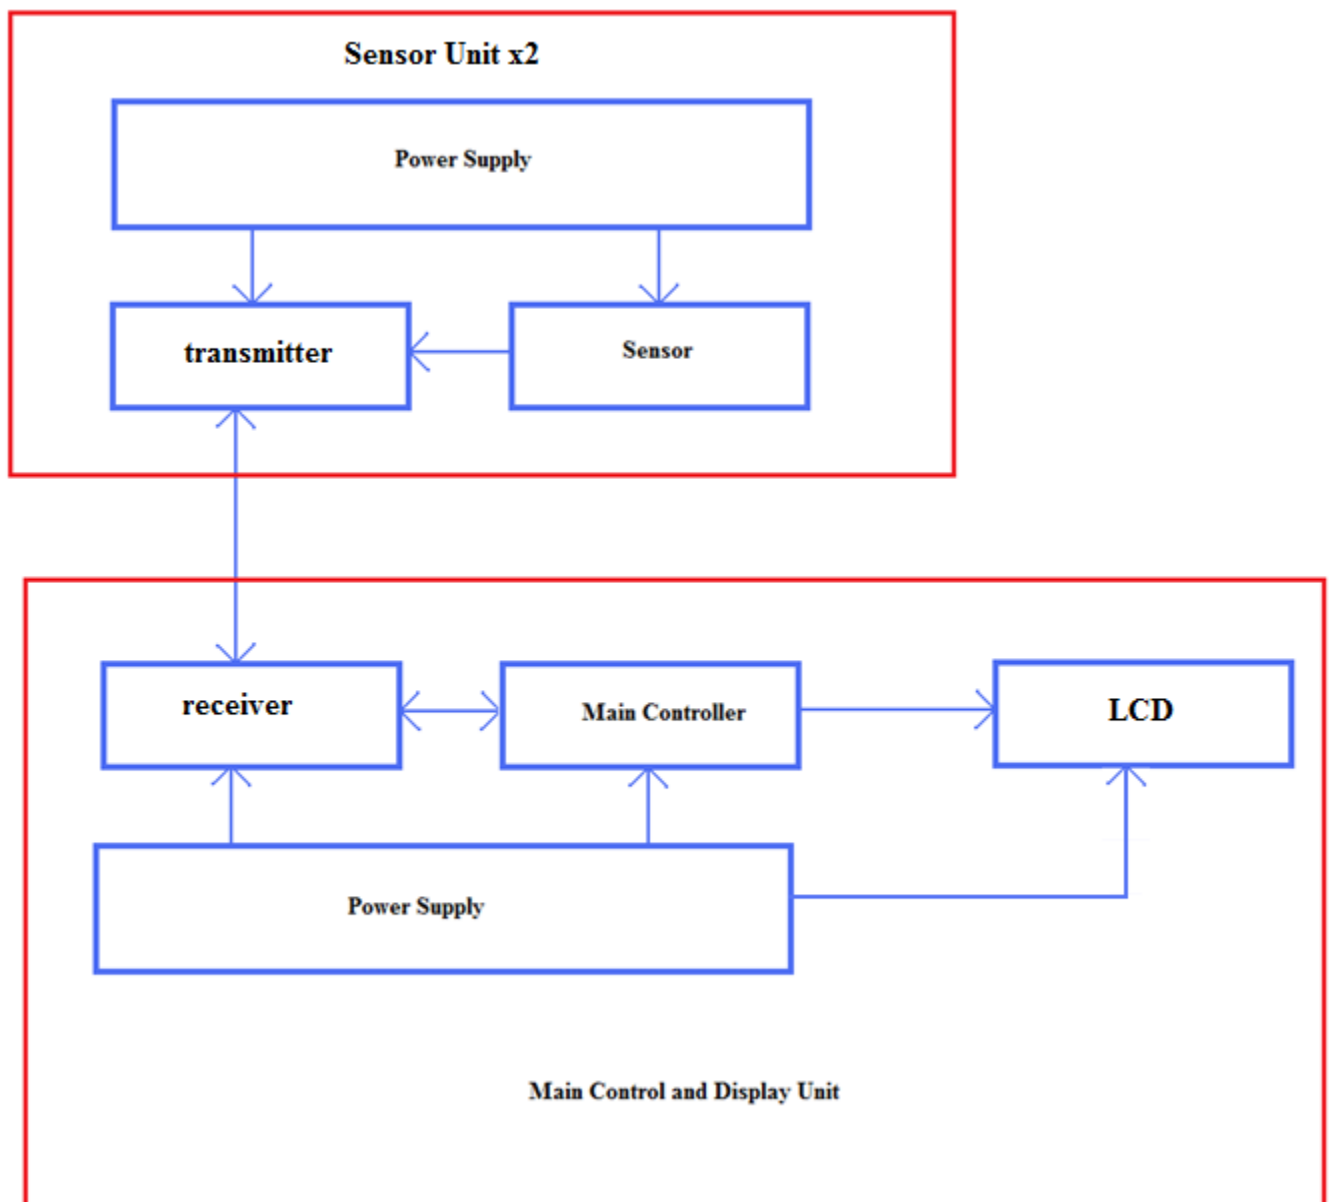 Sensor Unit x2
Power Supply
transmitter
Sensor
receiver
Main Controller
LCD
Power Supply
Main Control and Display Unit